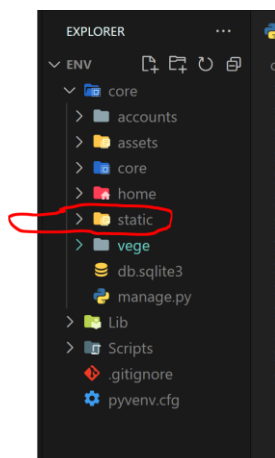 EXPLORER
ENV
core
accounts
assets
core
home
static
vege
db.sqlite3
manage.py
Lib
Scripts
.gitignore
pyvenv.cfg